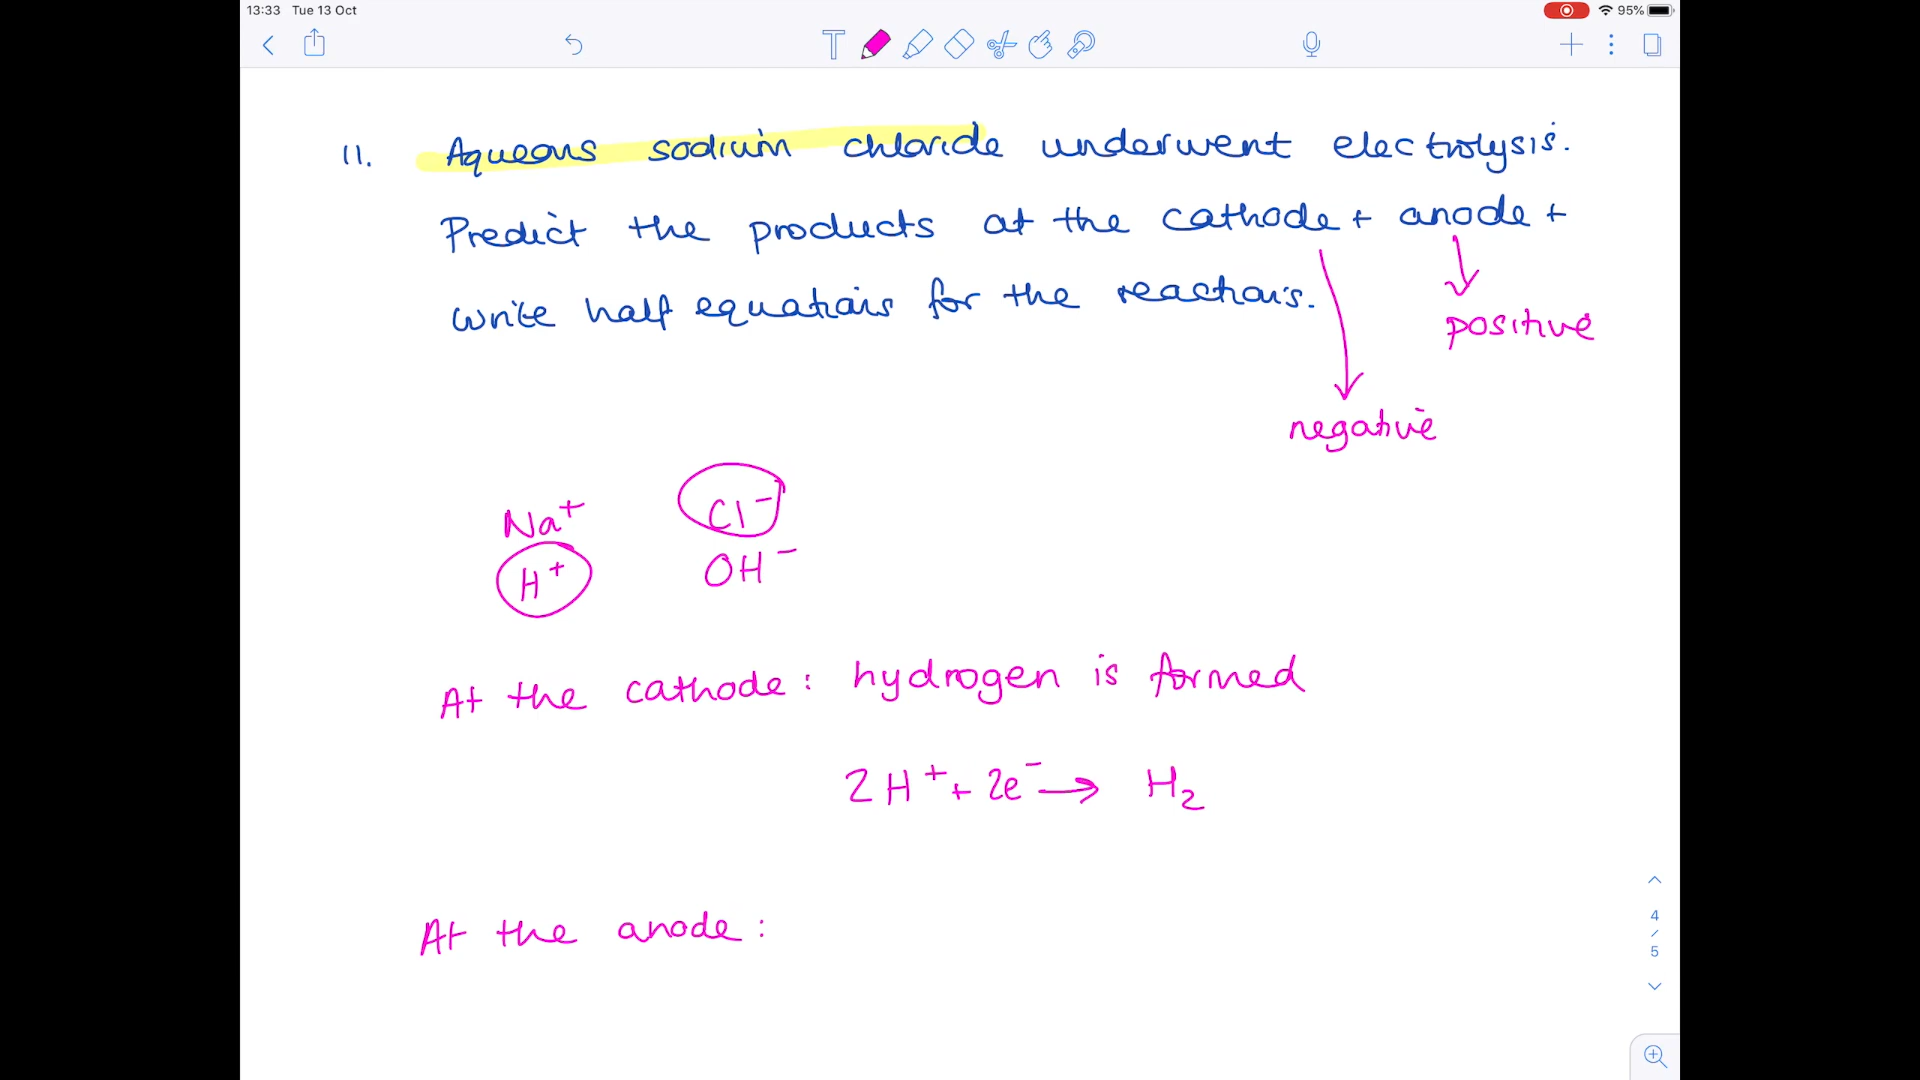 13:33 Tue 13 Oct
95%
T
11. Aqueous sodium chloride underwent electrolysis.
Predict the products at the cathode + anode +
write half equations for the reactions.
positive
negative
Na⁺ Cl⁻
H⁺ OH⁻
At the cathode: hydrogen is formed
2H⁺ + 2e⁻ → H₂
At the anode:
4
/
5